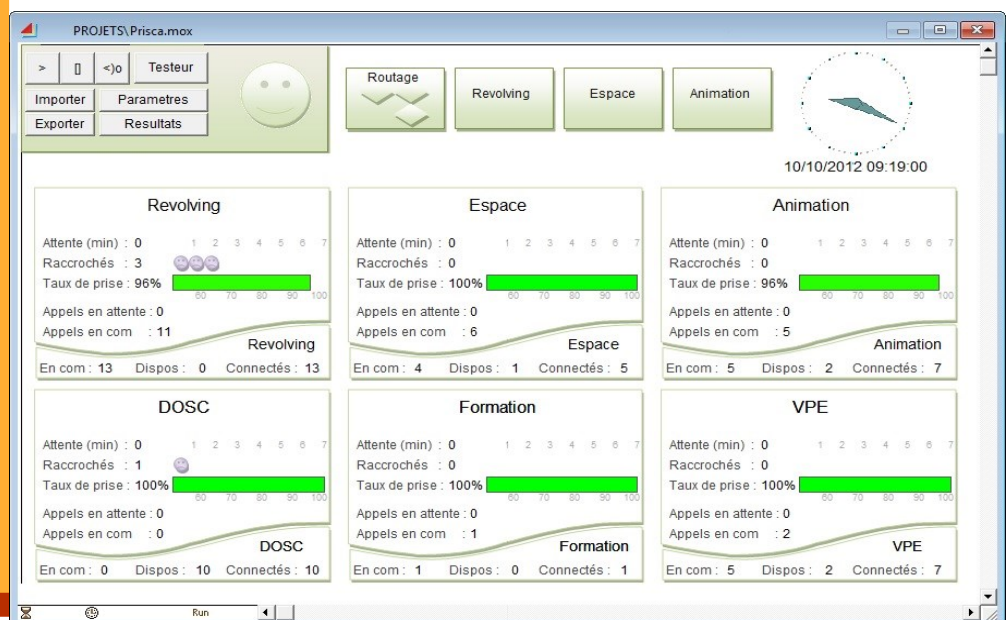 PROJETS\Prisca.mox
> [] <)o Testeur
Importer Parametres
Exporter Resultats
Routage Revolving Espace Animation
10/10/2012 09:19:00
Revolving
Attente (min) : 0 1 2 3 4 5 6 7
Raccrochés : 3
Taux de prise : 96%
60 70 80 90 100
Appels en attente : 0
Appels en com : 11
Revolving
En com : 13 Dispos : 0 Connectés : 13
Espace
Attente (min) : 0 1 2 3 4 5 6 7
Raccrochés : 0
Taux de prise : 100%
60 70 80 90 100
Appels en attente : 0
Appels en com : 6
Espace
En com : 4 Dispos : 1 Connectés : 5
Animation
Attente (min) : 0 1 2 3 4 5 6 7
Raccrochés : 0
Taux de prise : 96%
60 70 80 90 100
Appels en attente : 0
Appels en com : 5
Animation
En com : 5 Dispos : 2 Connectés : 7
DOSC
Attente (min) : 0 1 2 3 4 5 6 7
Raccrochés : 1
Taux de prise : 100%
60 70 80 90 100
Appels en attente : 0
Appels en com : 0
DOSC
En com : 0 Dispos : 10 Connectés : 10
Formation
Attente (min) : 0 1 2 3 4 5 6 7
Raccrochés : 0
Taux de prise : 100%
60 70 80 90 100
Appels en attente : 0
Appels en com : 1
Formation
En com : 1 Dispos : 0 Connectés : 1
VPE
Attente (min) : 0 1 2 3 4 5 6 7
Raccrochés : 0
Taux de prise : 100%
60 70 80 90 100
Appels en attente : 0
Appels en com : 2
VPE
En com : 5 Dispos : 2 Connectés : 7
Run